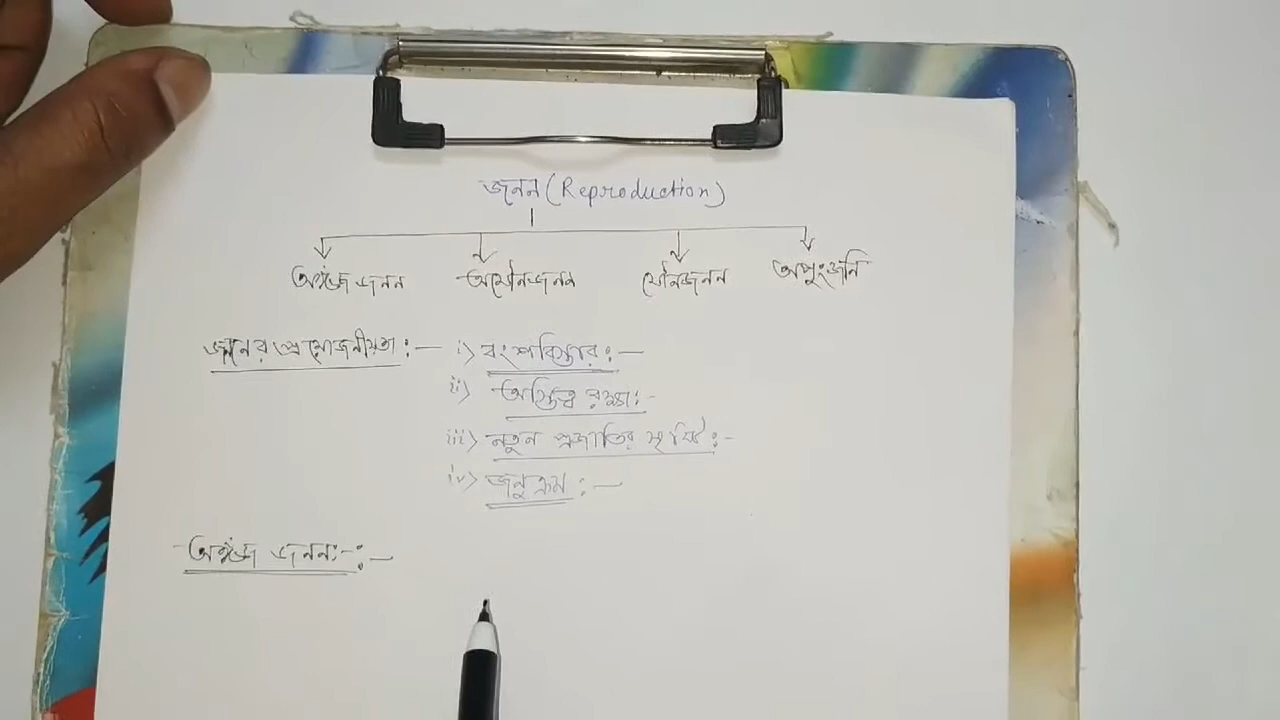 জনন (Reproduction)
অঙ্গজ জনন অযৌনজনন যৌনজনন অপুংজনি
জননের প্রয়োজনীয়তা :— i) বংশবিস্তার :—
ii) অস্তিত্ব রক্ষা :-
iii) নতুন প্রজাতির সৃষ্টি :-
iv) জনুক্রম :—
অঙ্গজ জনন :-:—